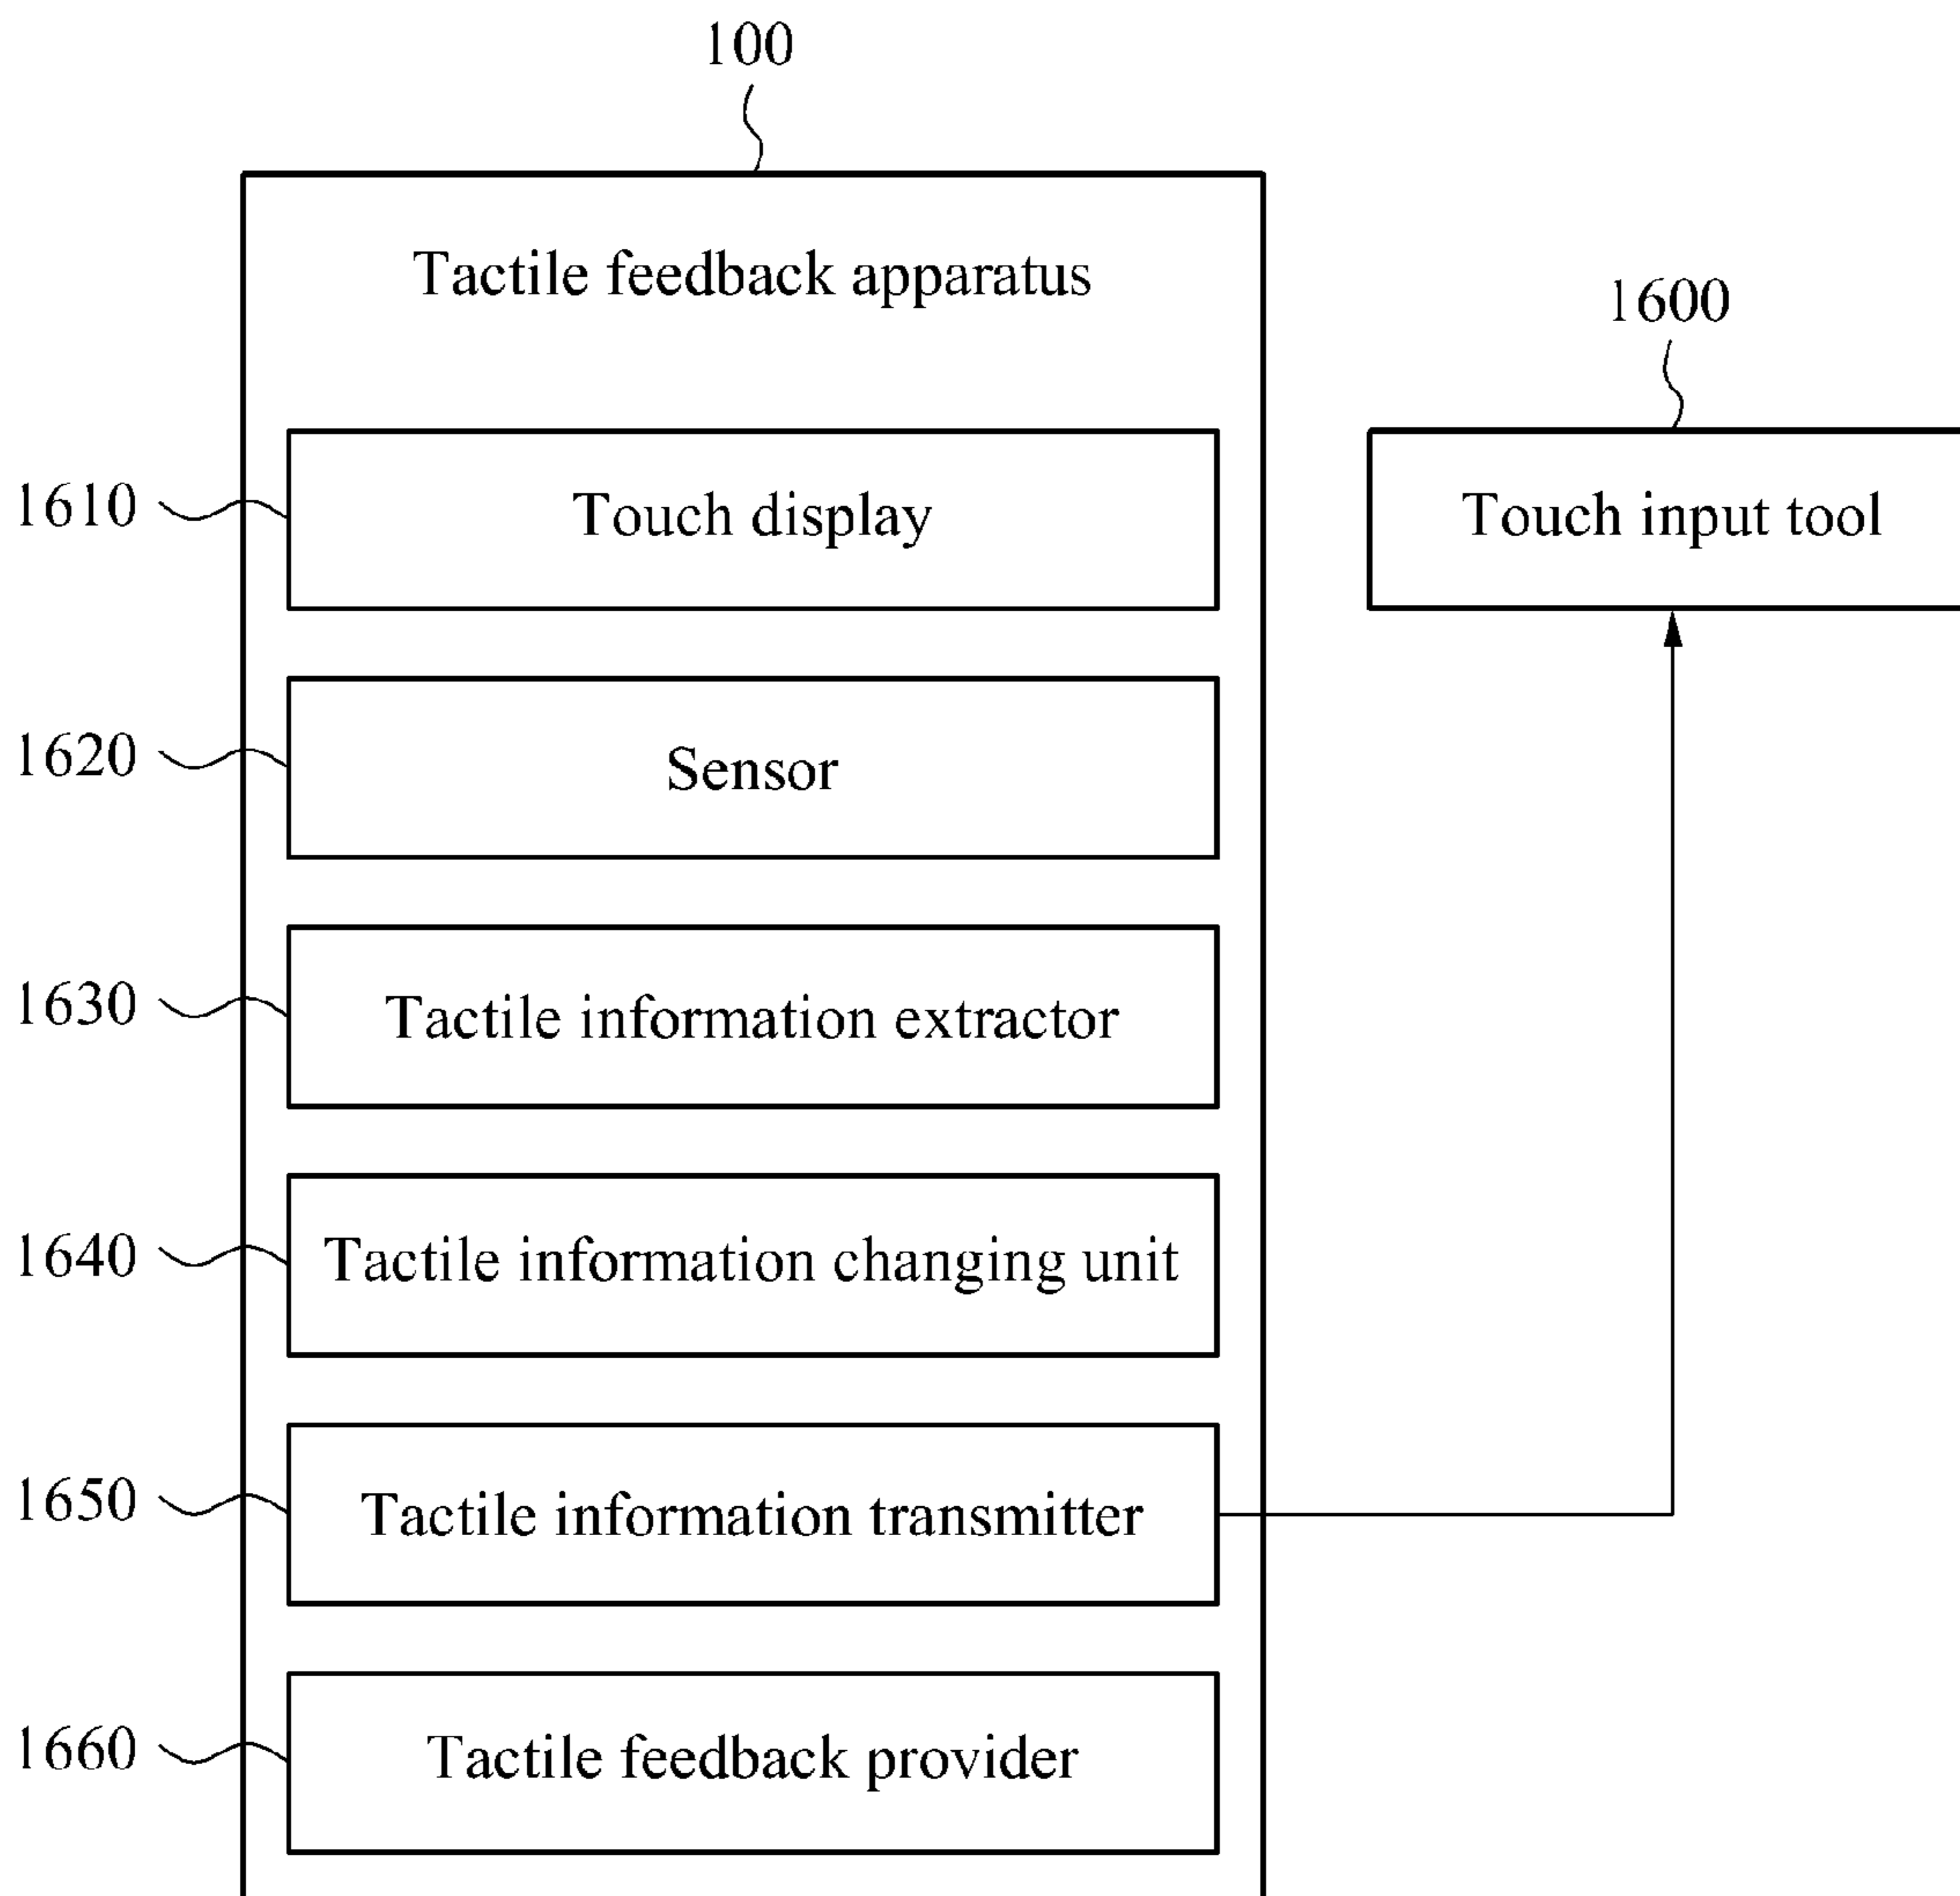 100
Tactile feedback apparatus
1600
1610
Touch display
Touch input tool
1620
Sensor
1630
Tactile information extractor
1640
Tactile information changing unit
1650
Tactile information transmitter
1660
Tactile feedback provider